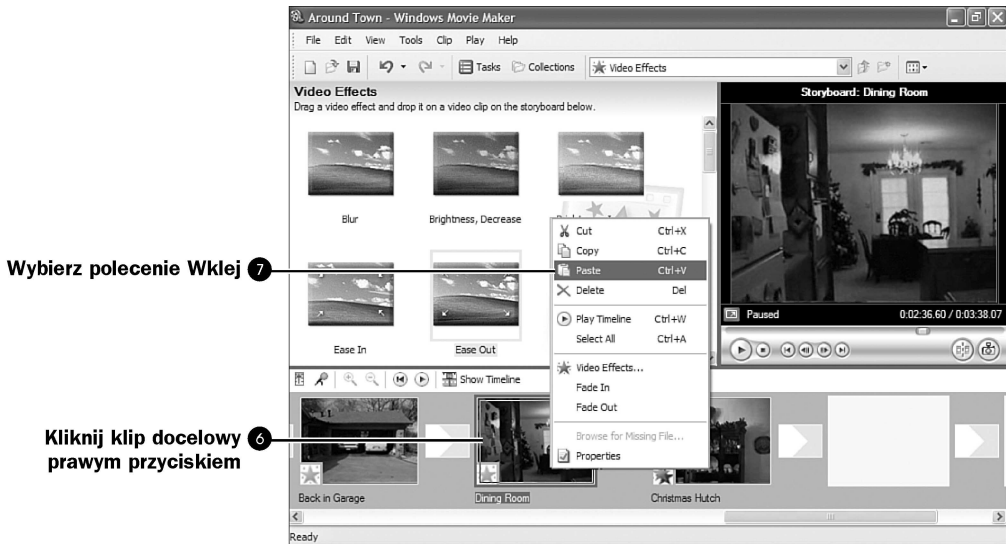 Around Town - Windows Movie Maker
File Edit View Tools Clip Play Help
Tasks Collections Video Effects
Video Effects
Drag a video effect and drop it on a video clip on the storyboard below.
Storyboard: Dining Room
Blur
Brightness, Decrease
Cut Ctrl+X
Copy Ctrl+C
Wybierz polecenie Wklej 7
Paste Ctrl+V
Delete Del
Play Timeline Ctrl+W
Select All Ctrl+A
Video Effects...
Fade In
Fade Out
Browse for Missing File...
Properties
Ease In
Ease Out
Paused 0:02:36.60 / 0:03:38.07
Show Timeline
Kliknij klip docelowy 6
prawym przyciskiem
Back in Garage
Dining Room
Christmas Hutch
Ready